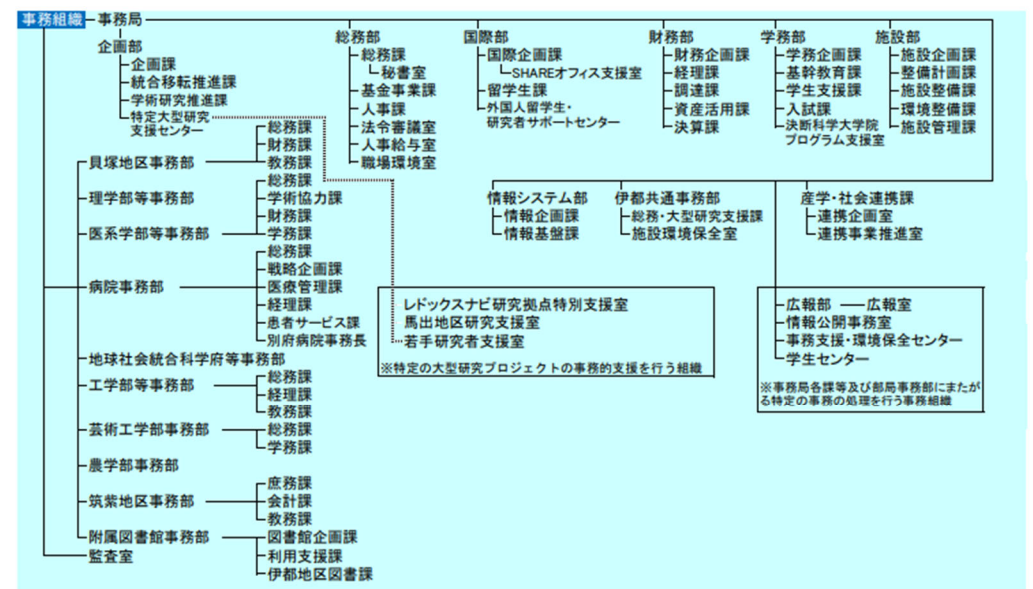 事務組織
事務局
企画部
企画課
統合移転推進課
学術研究推進課
特定大型研究
支援センター
総務部
総務課
秘書室
基金事業課
人事課
法令審議室
人事給与室
職場環境室
国際部
国際企画課
SHAREオフィス支援室
留学生課
外国人留学生・
研究者サポートセンター
財務部
財務企画課
経理課
調達課
資産活用課
決算課
学務部
学務企画課
基幹教育課
学生支援課
入試課
決断科学大学院
プログラム支援室
施設部
施設企画課
整備計画課
施設整備課
環境整備課
施設管理課
情報システム部
情報企画課
情報基盤課
伊都共通事務部
総務・大型研究支援課
施設環境保全室
産学・社会連携課
連携企画室
連携事業推進室
貝塚地区事務部
総務課
財務課
教務課
理学部等事務部
医系学部等事務部
総務課
学術協力課
財務課
学務課
病院事務部
総務課
戦略企画課
医療管理課
経理課
患者サービス課
別府病院事務長
地球社会統合科学府等事務部
工学部等事務部
総務課
経理課
教務課
芸術工学部事務部
総務課
学務課
農学部事務部
筑紫地区事務部
庶務課
会計課
教務課
附属図書館事務部
図書館企画課
利用支援課
伊都地区図書課
監査室
レドックスナビ研究拠点特別支援室
馬出地区研究支援室
若手研究者支援室
※特定の大型研究プロジェクトの事務的支援を行う組織
広報部 広報室
情報公開事務室
事務支援・環境保全センター
学生センター
※事務局各課等及び部局事務部にまたが
る特定の事務の処理を行う事務組織